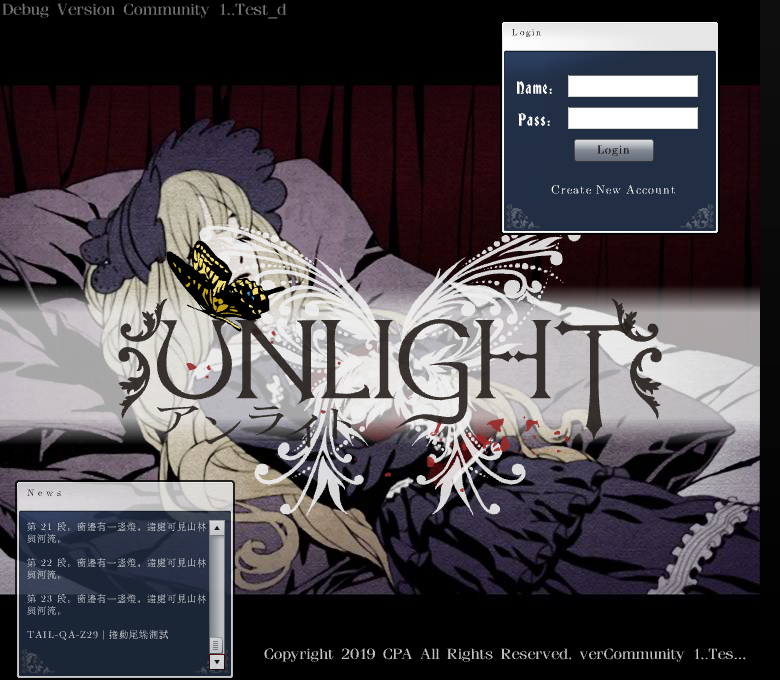 Debug Version Community 1..Test_d
Login
Name:
Pass:
Login
Create New Account
UNLIGHT
アンライト
News
第 21 段。窗邊有一盞燈。遠處可見山林
與河流。
第 22 段。窗邊有一盞燈。遠處可見山林
與河流。
第 23 段。窗邊有一盞燈。遠處可見山林
與河流。
TAIL-QA-Z29 | 捲動尾端測試
Copyright 2019 CPA All Rights Reserved. verCommunity 1..Tes...